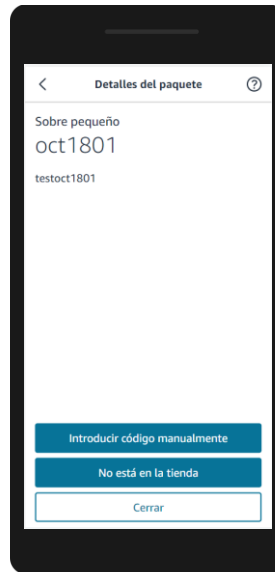 Detalles del paquete
Sobre pequeño
oct1801
testoct1801
Introducir código manualmente
No está en la tienda
Cerrar